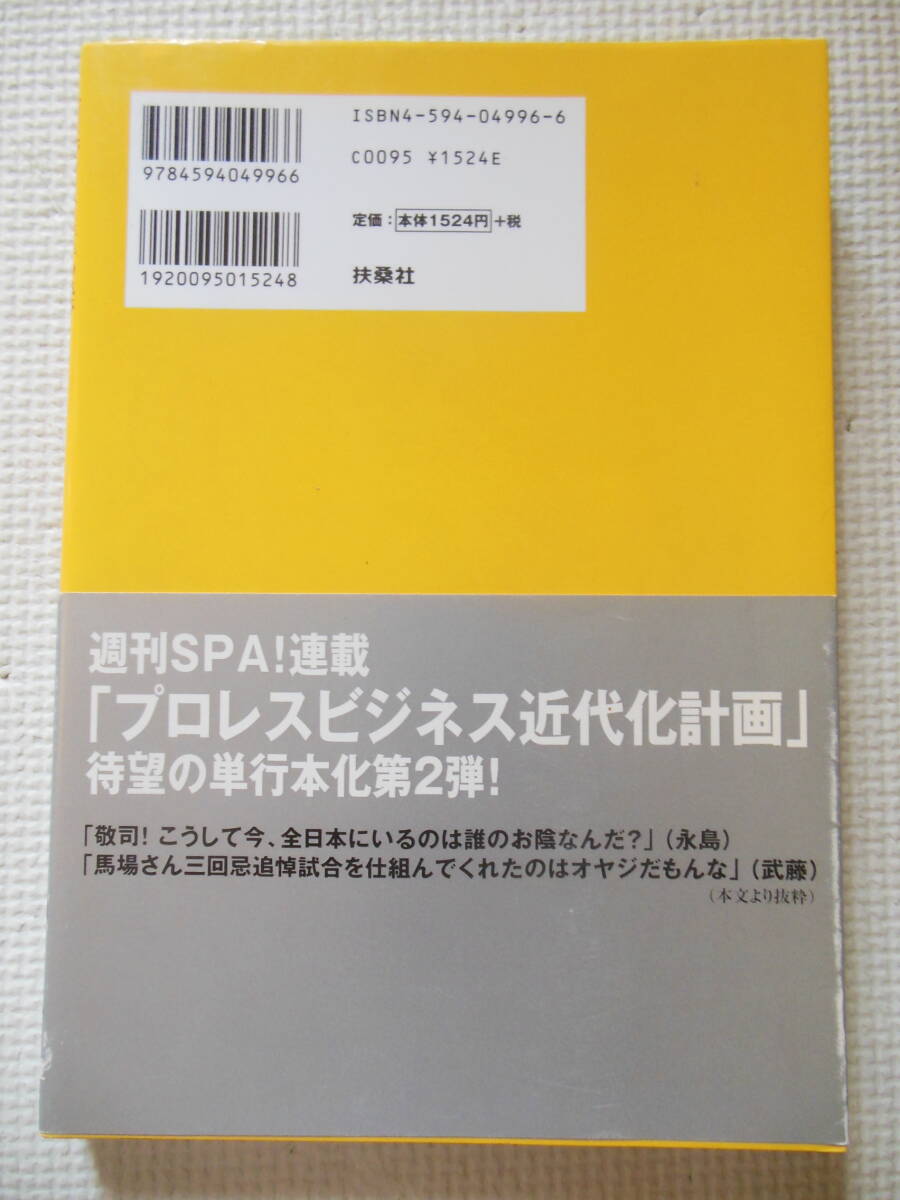 9784594049966
ISBN4-594-04996-6
C0095 ¥1524E
1920095015248
定価：本体1524円+税
扶桑社
週刊SPA!連載
「プロレスビジネス近代化計画」
待望の単行本化第2弾!
「敬司! こうして今、全日本にいるのは誰のお陰なんだ?」（永島）
「馬場さん三回忌追悼試合を仕組んでくれたのはオヤジだもんな」（武藤）
（本文より抜粋）